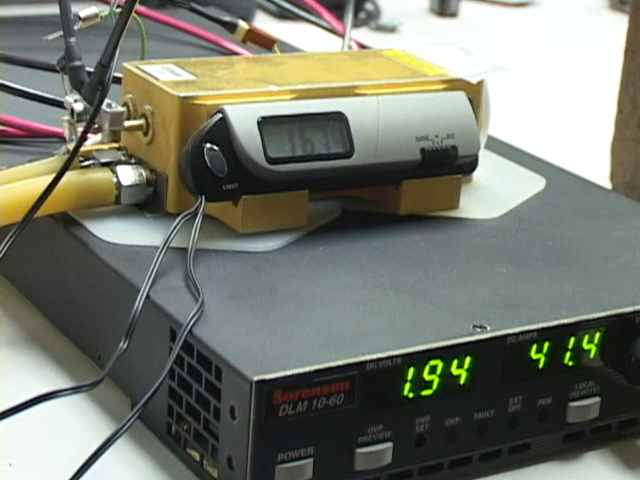 LIGHT
DC VOLTS
1.94
DC AMPS
41.4
Sorensen
DLM 10-60
POWER
OVP
PREVIEW
OVP
SET
OVP
FAULT
EXT
OFF
REM
LOCAL
(REMOTE)